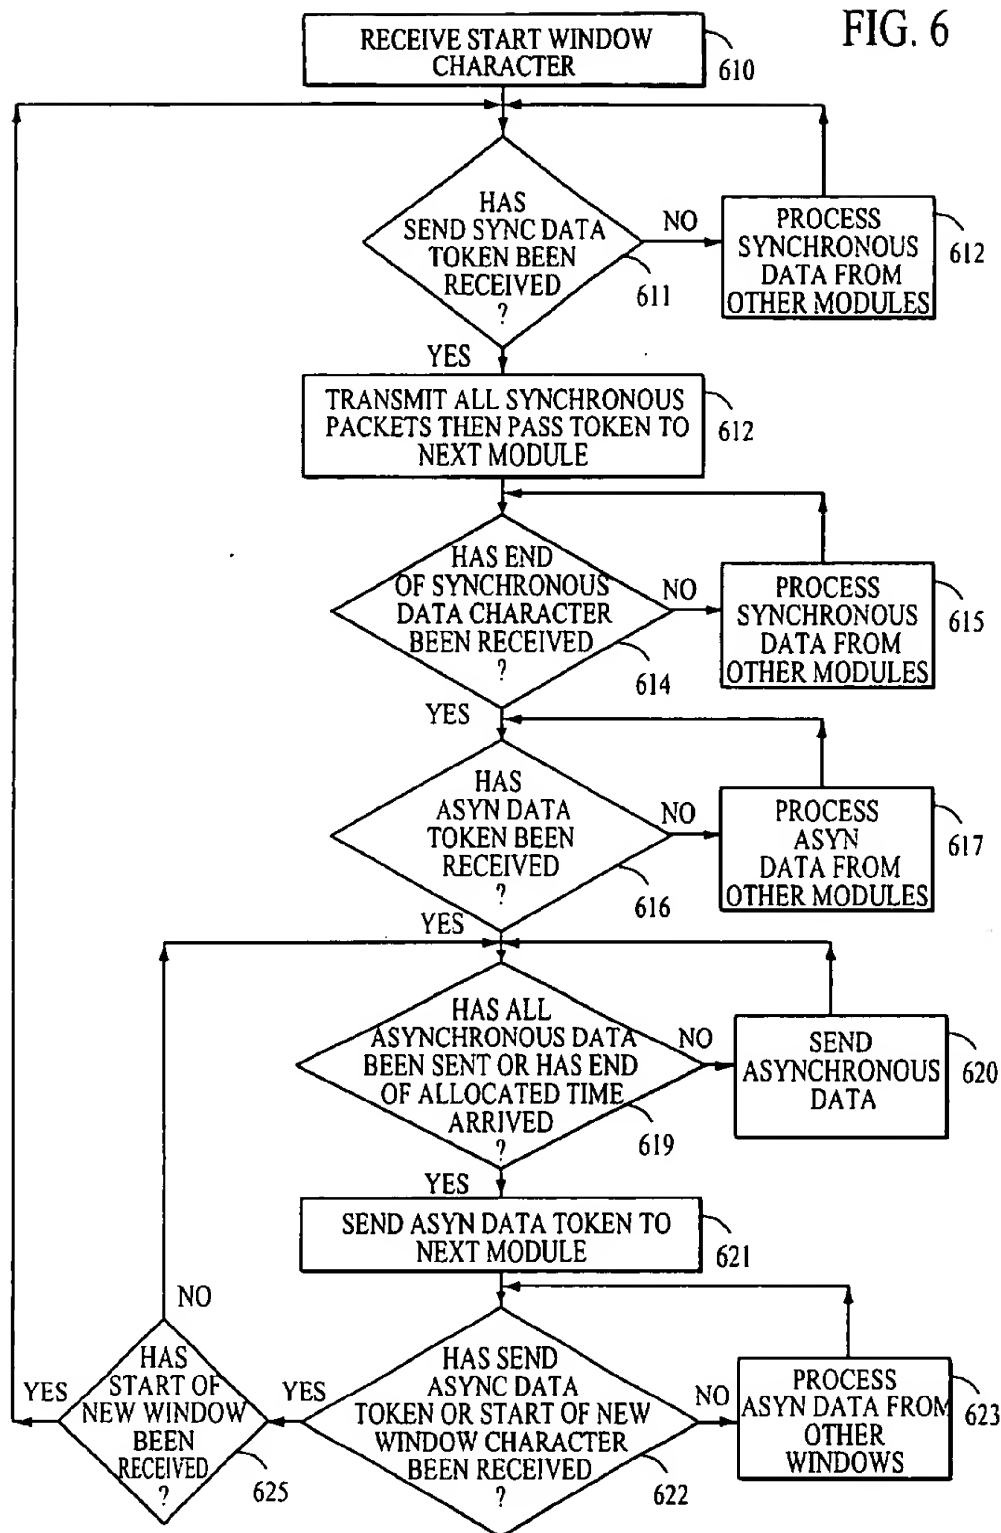 FIG. 6
RECEIVE START WINDOW
CHARACTER
610
HAS
SEND SYNC DATA
TOKEN BEEN
RECEIVED
?
611
NO
PROCESS
SYNCHRONOUS
DATA FROM
OTHER MODULES
612
YES
TRANSMIT ALL SYNCHRONOUS
PACKETS THEN PASS TOKEN TO
NEXT MODULE
612
HAS END
OF SYNCHRONOUS
DATA CHARACTER
BEEN RECEIVED
?
614
NO
PROCESS
SYNCHRONOUS
DATA FROM
OTHER MODULES
615
YES
HAS
ASYN DATA
TOKEN BEEN
RECEIVED
?
616
NO
PROCESS
ASYN
DATA FROM
OTHER MODULES
617
YES
HAS ALL
ASYNCHRONOUS DATA
BEEN SENT OR HAS END
OF ALLOCATED TIME
ARRIVED
?
619
NO
SEND
ASYNCHRONOUS
DATA
620
YES
SEND ASYN DATA TOKEN TO
NEXT MODULE
621
HAS SEND
ASYNC DATA
TOKEN OR START OF NEW
WINDOW CHARACTER
BEEN RECEIVED
?
622
NO
PROCESS
ASYN DATA FROM
OTHER
WINDOWS
623
YES
HAS
START OF
NEW WINDOW
BEEN
RECEIVED
?
625
NO
YES